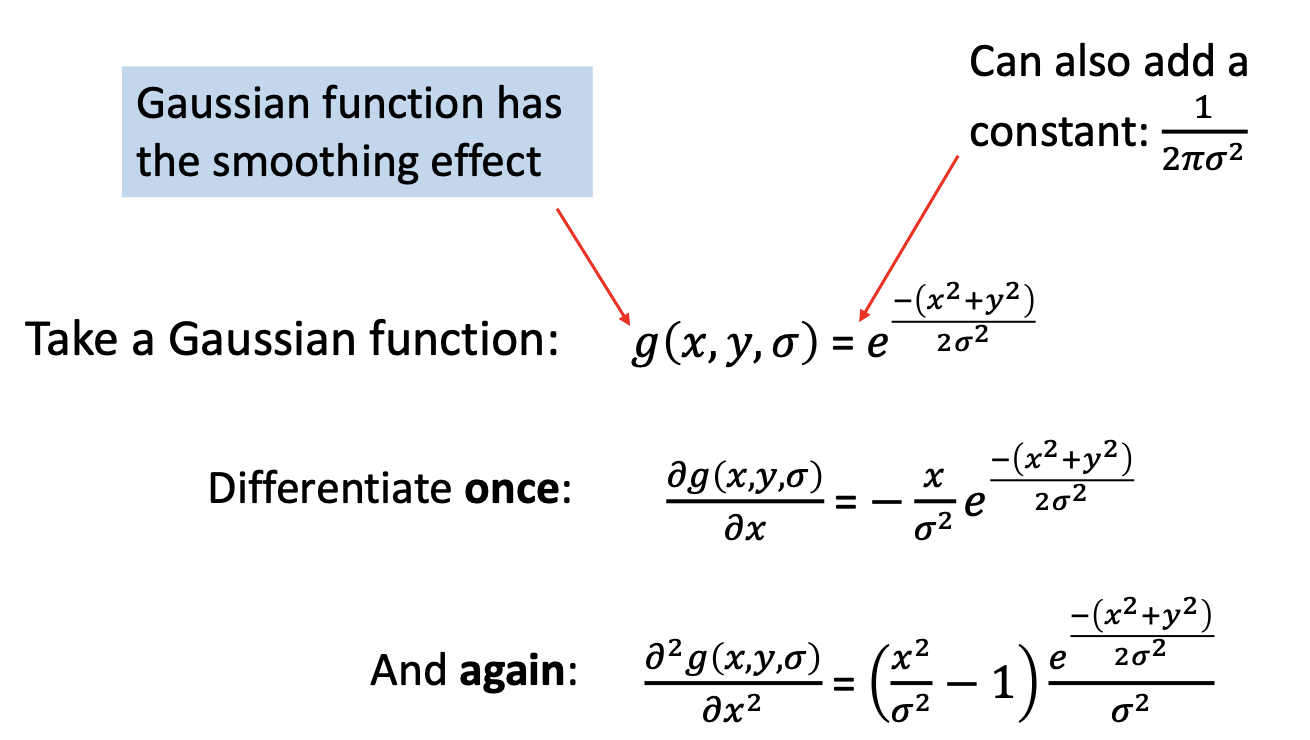 Can also add a
constant: \frac{1}{2\pi\sigma^2}
Gaussian function has
the smoothing effect
Take a Gaussian function: g(x, y, \sigma) = e^{\frac{-(x^2+y^2)}{2\sigma^2}}
Differentiate once: \frac{\partial g(x,y,\sigma)}{\partial x} = -\frac{x}{\sigma^2} e^{\frac{-(x^2+y^2)}{2\sigma^2}}
And again: \frac{\partial^2 g(x,y,\sigma)}{\partial x^2} = \left(\frac{x^2}{\sigma^2} - 1\right) \frac{e^{\frac{-(x^2+y^2)}{2\sigma^2}}}{\sigma^2}